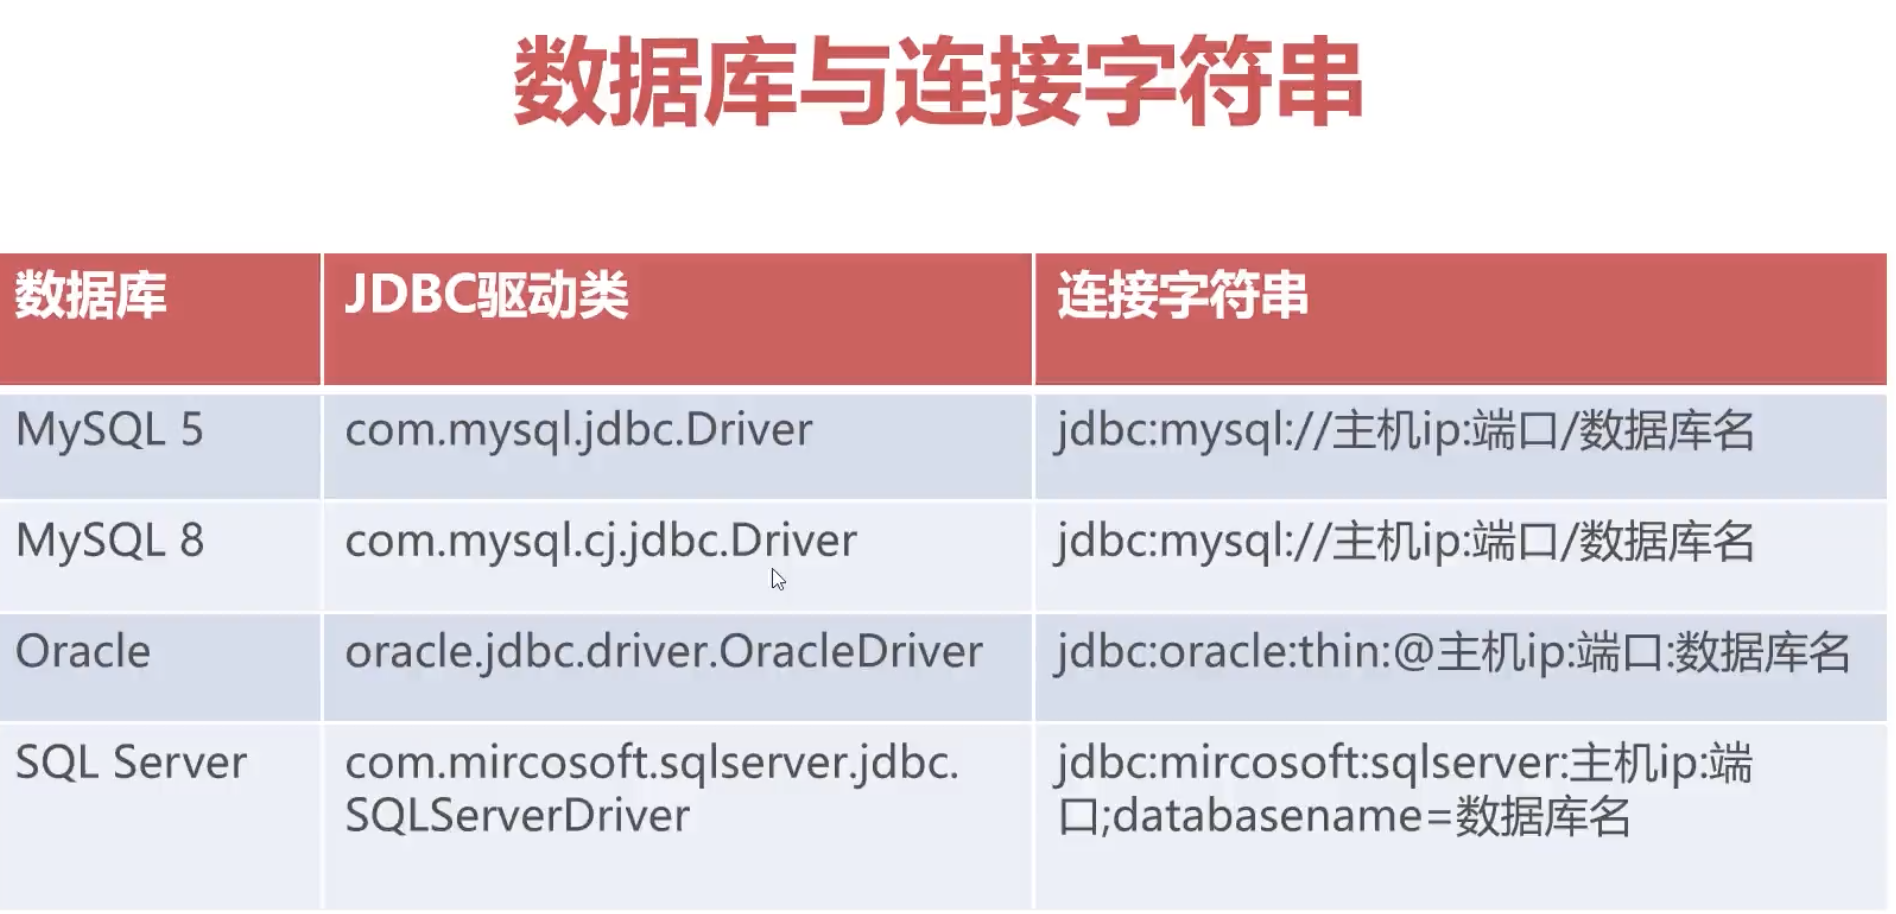 数据库与连接字符串
数据库 JDBC驱动类 连接字符串
MySQL 5 com.mysql.jdbc.Driver jdbc:mysql://主机ip:端口/数据库名
MySQL 8 com.mysql.cj.jdbc.Driver jdbc:mysql://主机ip:端口/数据库名
Oracle oracle.jdbc.driver.OracleDriver jdbc:oracle:thin:@主机ip:端口:数据库名
SQL Server com.mircosoft.sqlserver.jdbc. jdbc:mircosoft:sqlserver:主机ip:端
SQLServerDriver 口;databasename=数据库名